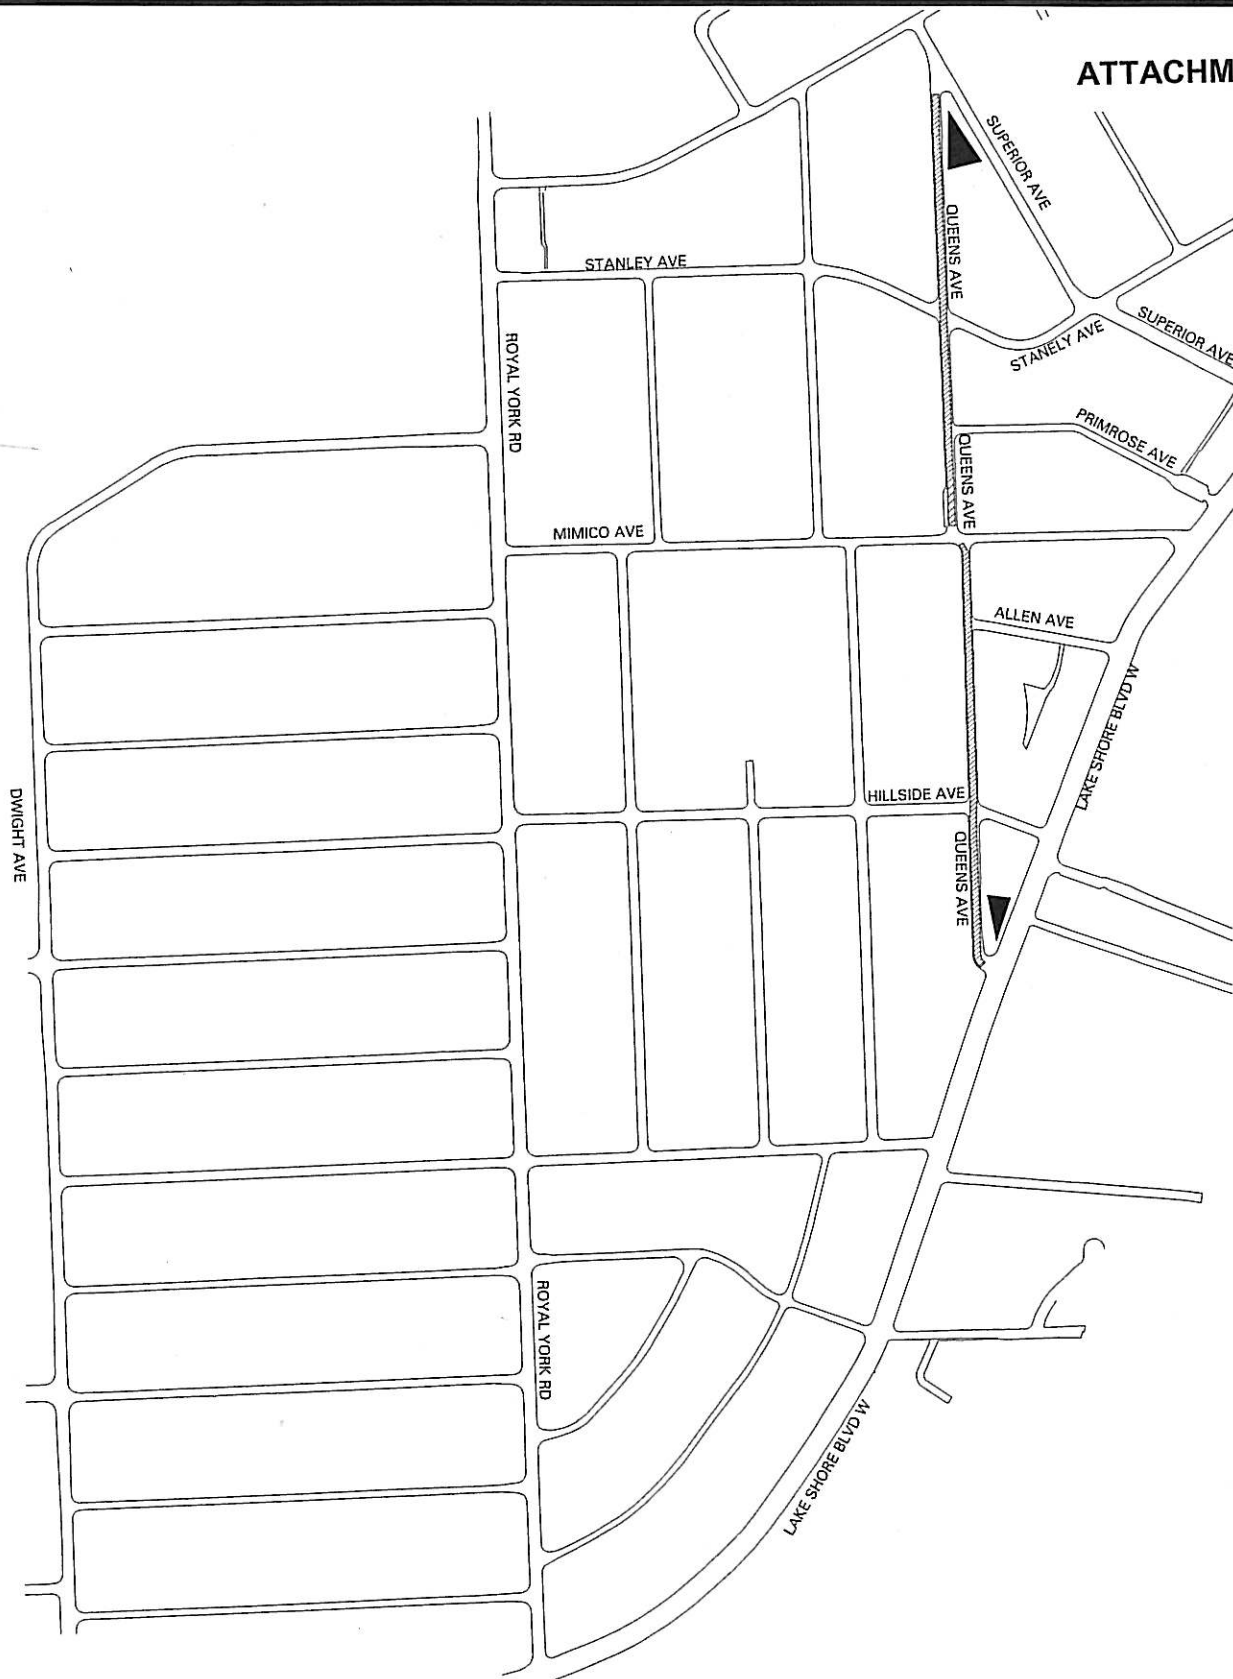 ATTACHM
SUPERIOR AVE
QUEENS AVE
STANLEY AVE
SUPERIOR AVE
STANELY AVE
ROYAL YORK RD
PRIMROSE AVE
QUEENS AVE
MIMICO AVE
ALLEN AVE
LAKE SHORE BLVD W
HILLSIDE AVE
DWIGHT AVE
QUEENS AVE
ROYAL YORK RD
LAKE SHORE BLVD W